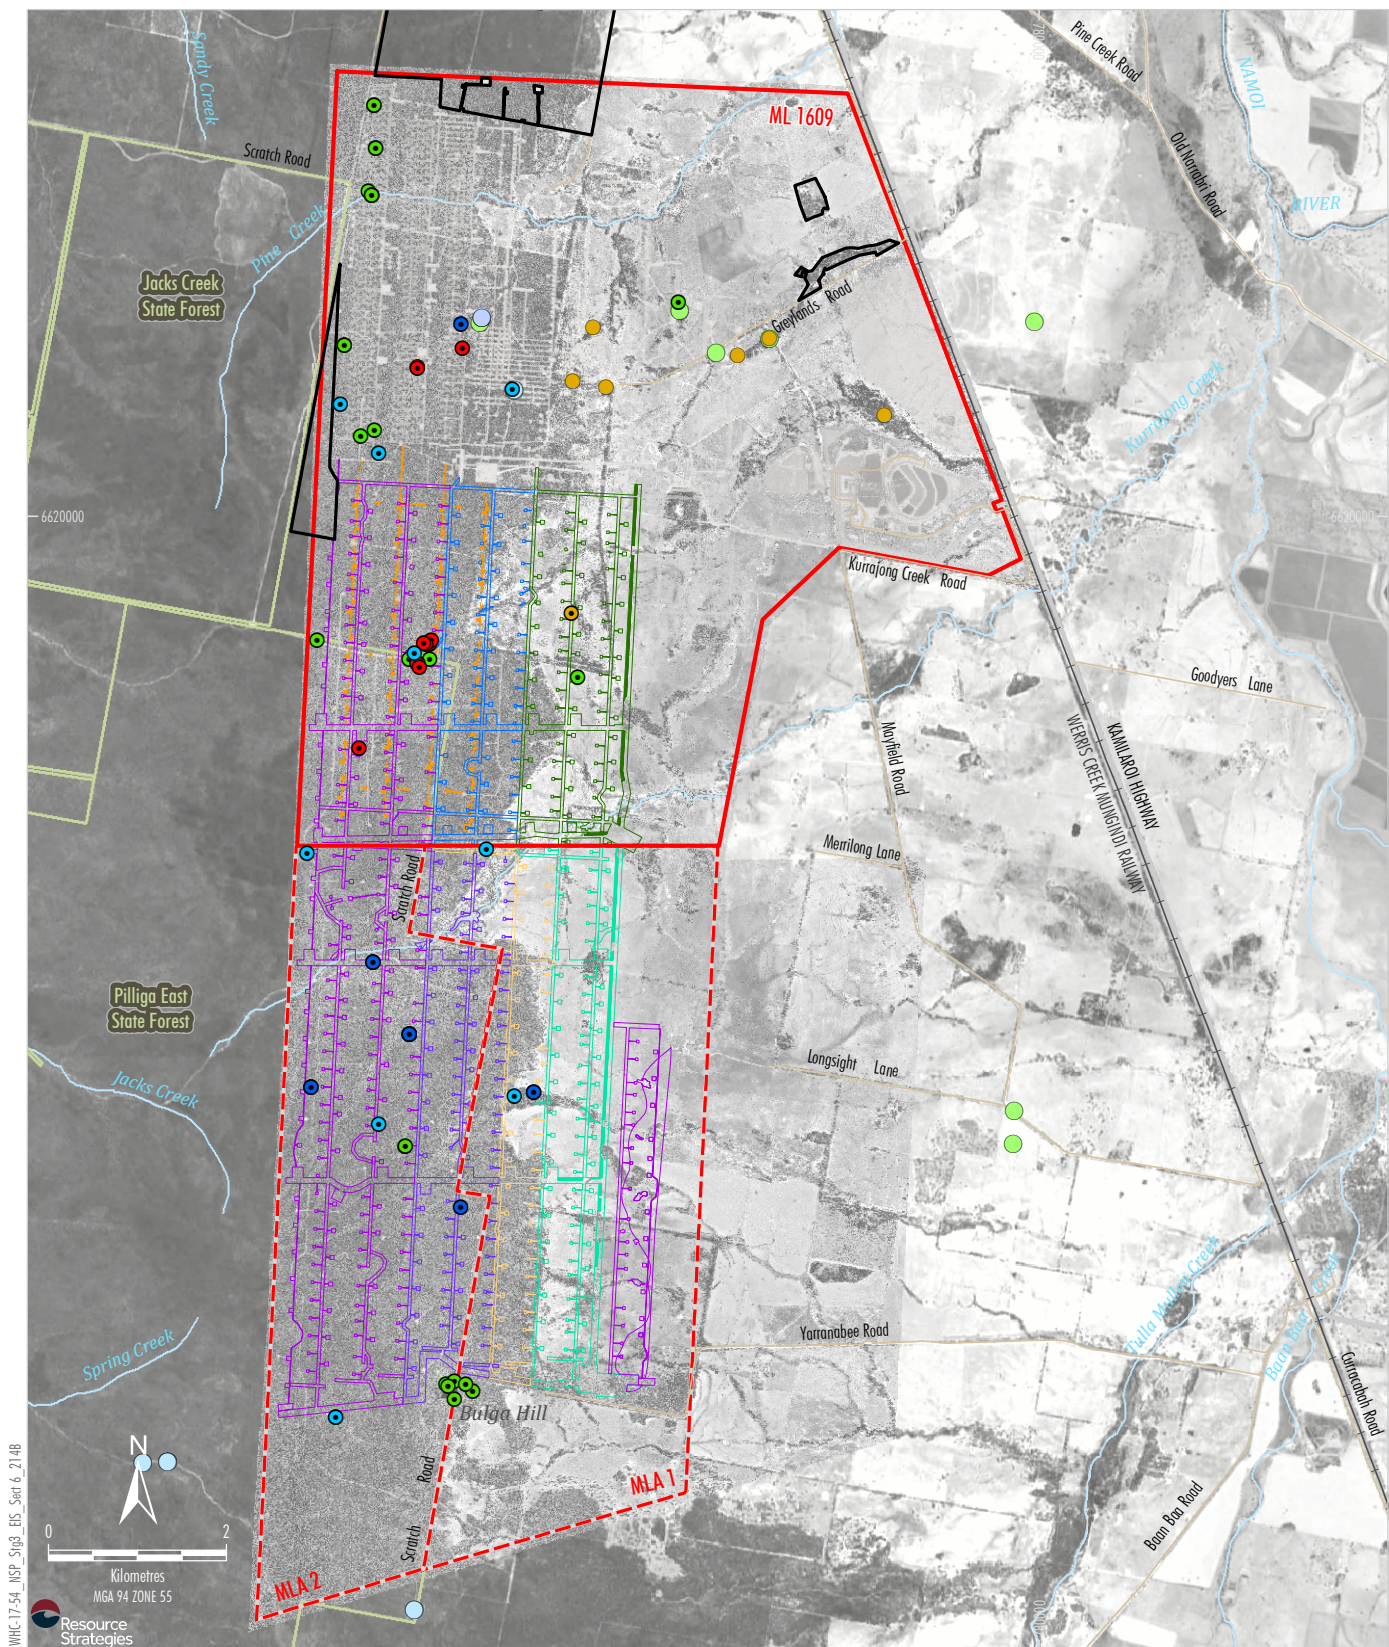 Sandy Creek
Scratch Road
Pine Creek
Jacks Creek
State Forest
ML 1609
Pine Creek Road
NAMOI
Old Narrabri Road
RIVER
Greylands Road
Kurrajong Creek
6620000
6620000
Kurrajong Creek Road
Goodyers Lane
Mayfield Road
KAMILAROI HIGHWAY
WERRIS CREEK MUNGINDI RAILWAY
Merrilong Lane
Scratch Road
Pilliga East
State Forest
Jacks Creek
Longsight Lane
Tulla Mullen Creek
Baan Baa Creek
Yarranabee Road
Curracabah Road
Spring Creek
Bulga Hill
N
MLA 1
Scratch Road
Baan Baa Road
0 2
Kilometres
MGA 94 ZONE 55
MLA 2
Resource
Strategies
WHC-17-54_NSP_Stg3_EIS_Sect 6_214B